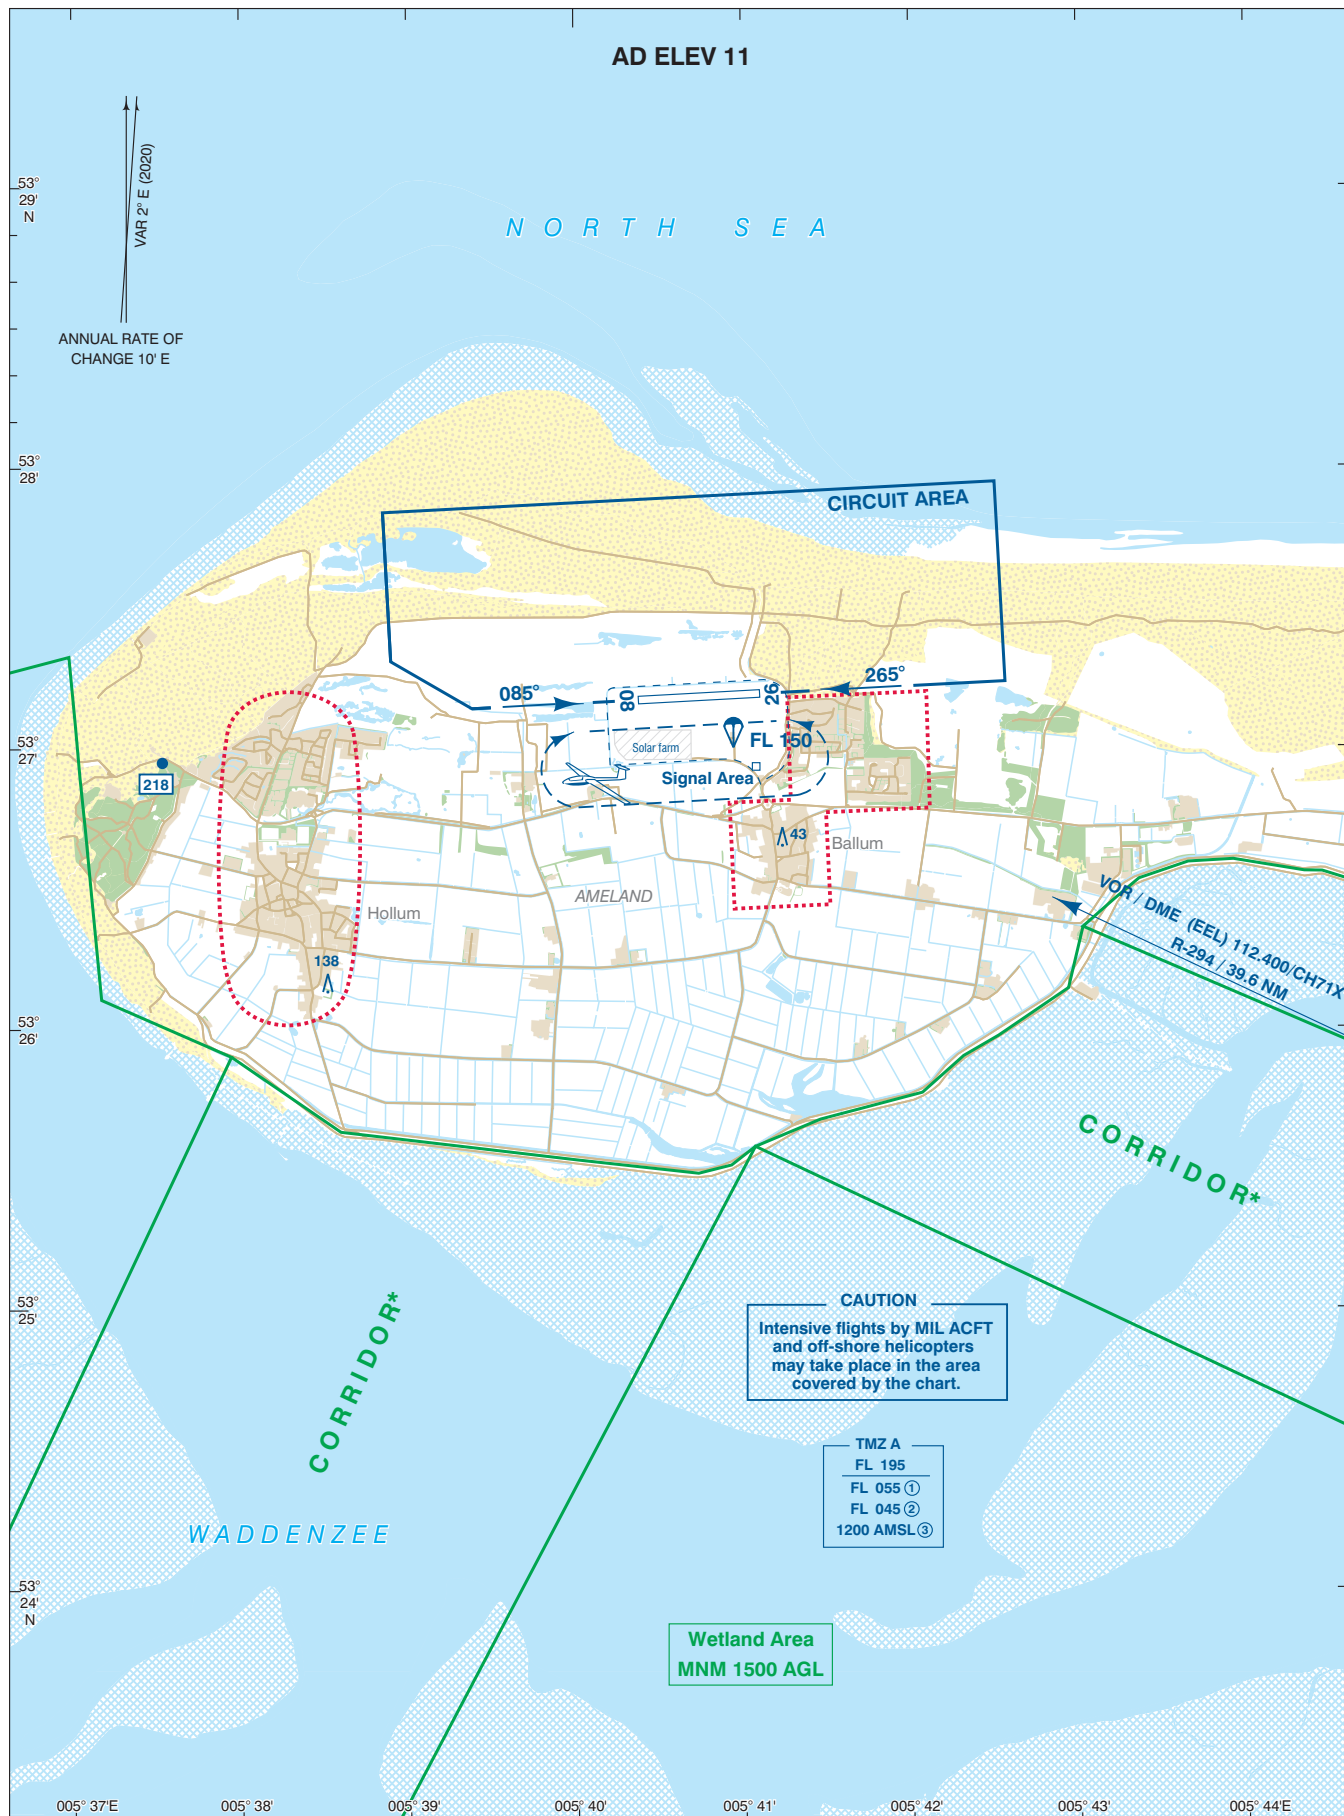 AD ELEV 11
VAR 2° E (2020)
ANNUAL RATE OF
CHANGE 10' E
53°
29'
N
NORTH SEA
53°
28'
CIRCUIT AREA
085°
08
26
265°
53°
27'
Solar farm
FL 150
Signal Area
218
43
Ballum
AMELAND
Hollum
138
VOR / DME (EEL) 112.400/CH71X
R-294 / 39.6 NM
53°
26'
CORRIDOR*
53°
25'
CORRIDOR*
CAUTION
Intensive flights by MIL ACFT
and off-shore helicopters
may take place in the area
covered by the chart.
TMZ A
FL 195
FL 055 ①
FL 045 ②
1200 AMSL ③
WADDENZEE
53°
24'
N
Wetland Area
MNM 1500 AGL
005° 37'E
005° 38'
005° 39'
005° 40'
005° 41'
005° 42'
005° 43'
005° 44'E